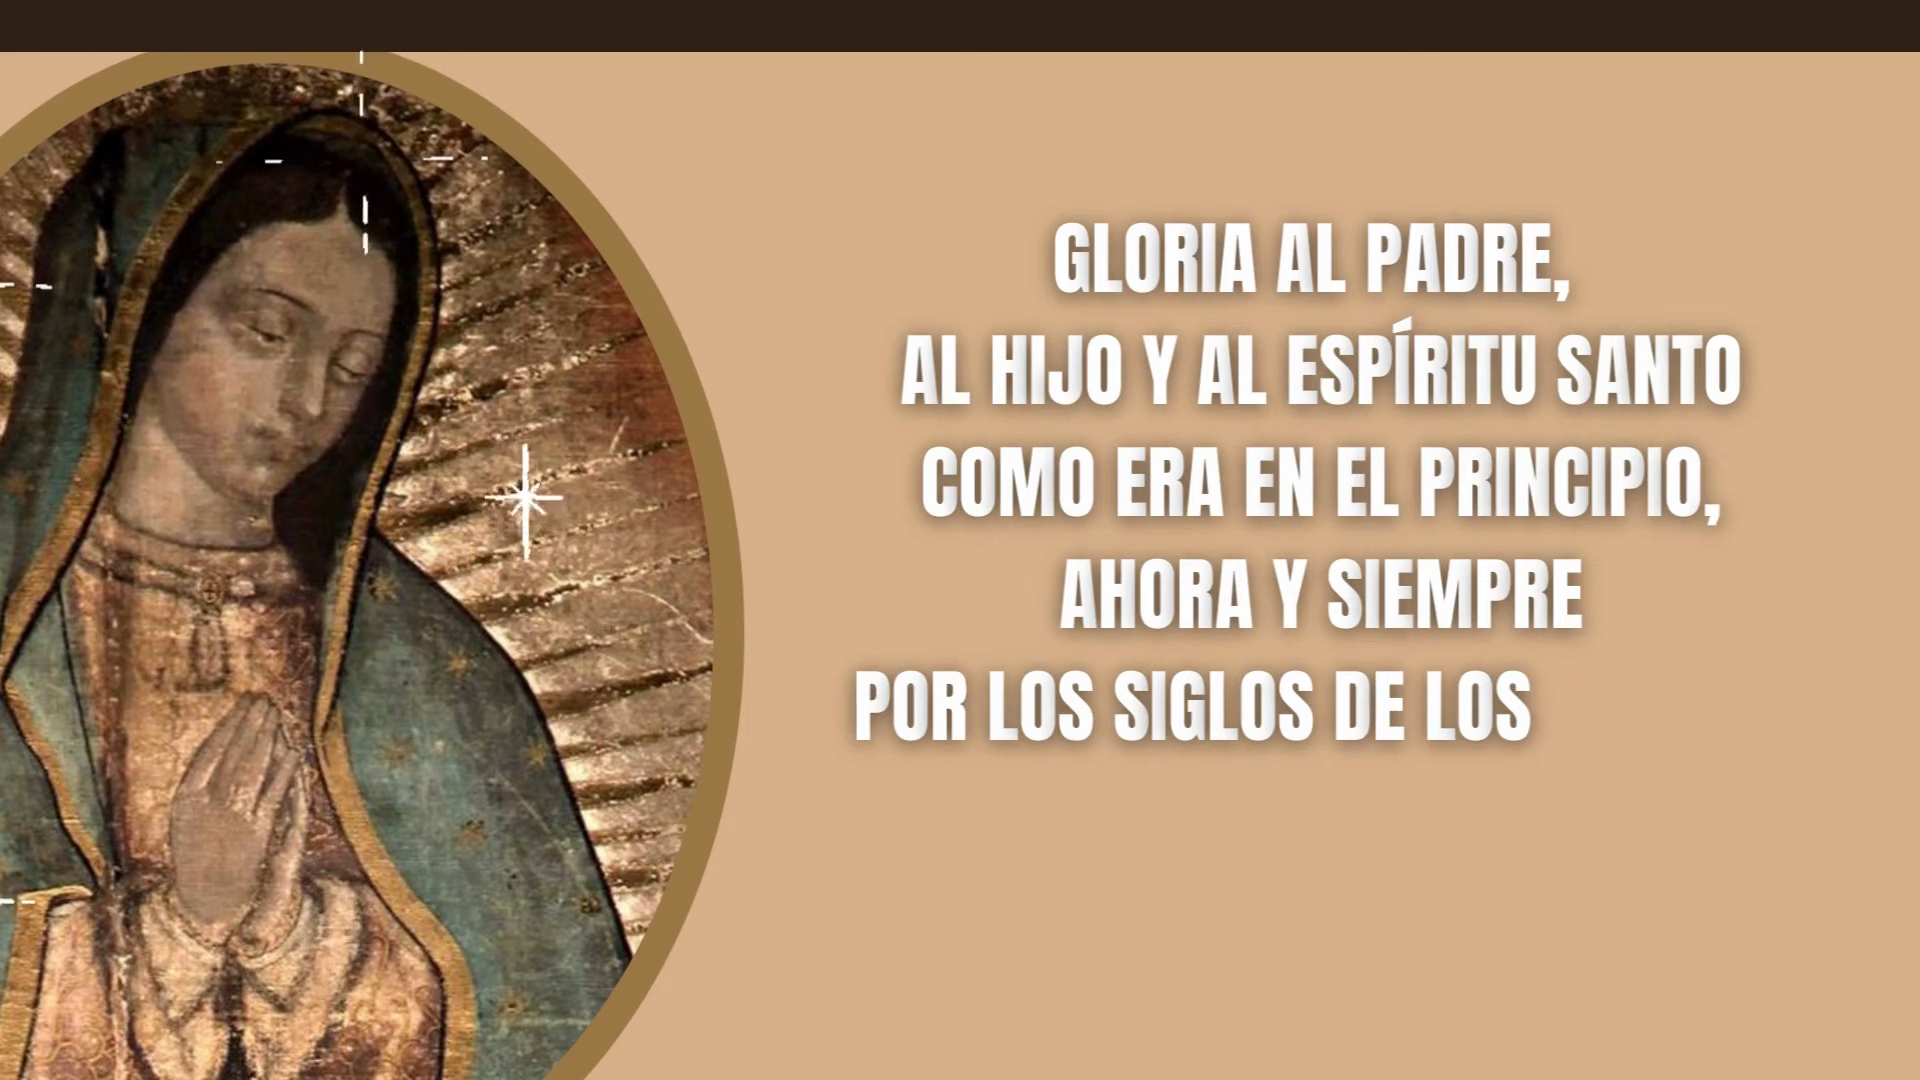 GLORIA AL PADRE,
AL HIJO Y AL ESPÍRITU SANTO
COMO ERA EN EL PRINCIPIO,
AHORA Y SIEMPRE
POR LOS SIGLOS DE LOS